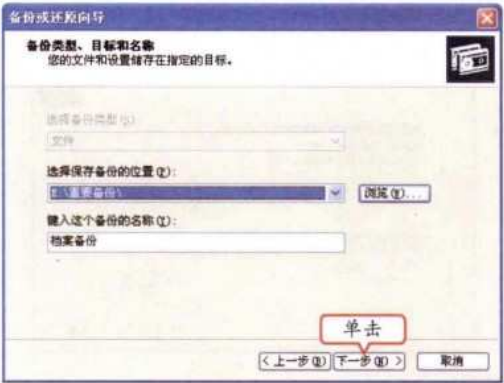 备份或还原向导
备份类型、目标和名称
您的文件和设置储存在指定的目标。
选择备份类型(S):
文件
选择保存备份的位置(P):
E:\重要备份\
浏览(W)...
键入这个备份的名称(Y):
档案备份
单击
< 上一步(B) 下一步(N) > 取消